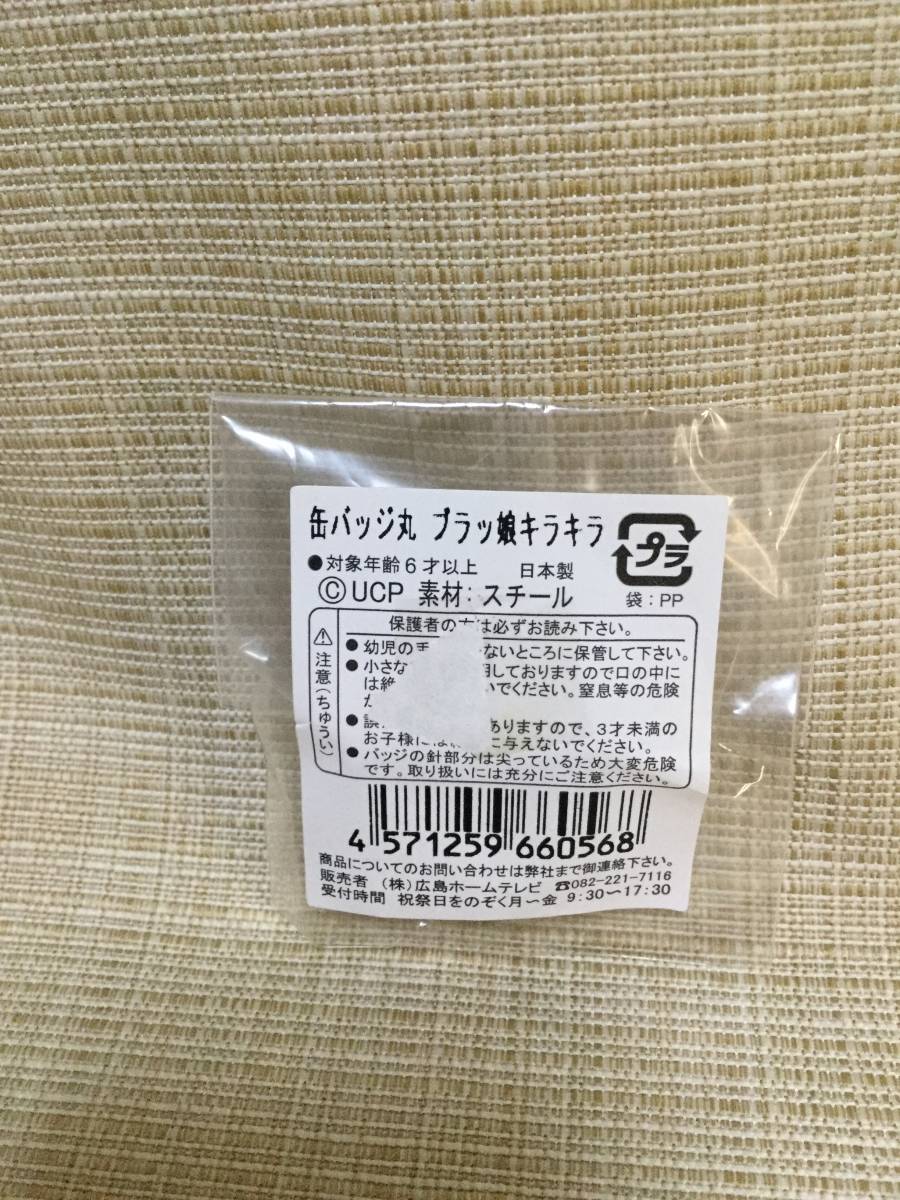 缶バッジ丸 ブラッ娘キラキラ
プラ
●対象年齢6才以上 日本製
袋:PP
ⒸUCP 素材:スチール
⚠注意(ちゅうい)
保護者の は必ずお読み下さい。
●幼児の ないところに保管して下さい。
●小さな 用しておりますので口の中に
は絶 いでください。窒息等の危険
が
● ありますので、3才未満の
お子様には に与えないでください。
●バッジの針部分は尖っているため大変危険
です。取り扱いには充分にご注意ください。
4 571259 660568
商品についてのお問い合わせは弊社まで御連絡下さい。
販売者 (株)広島ホームテレビ ☎082-221-7116
受付時間 祝祭日をのぞく月～金 9:30～17:30